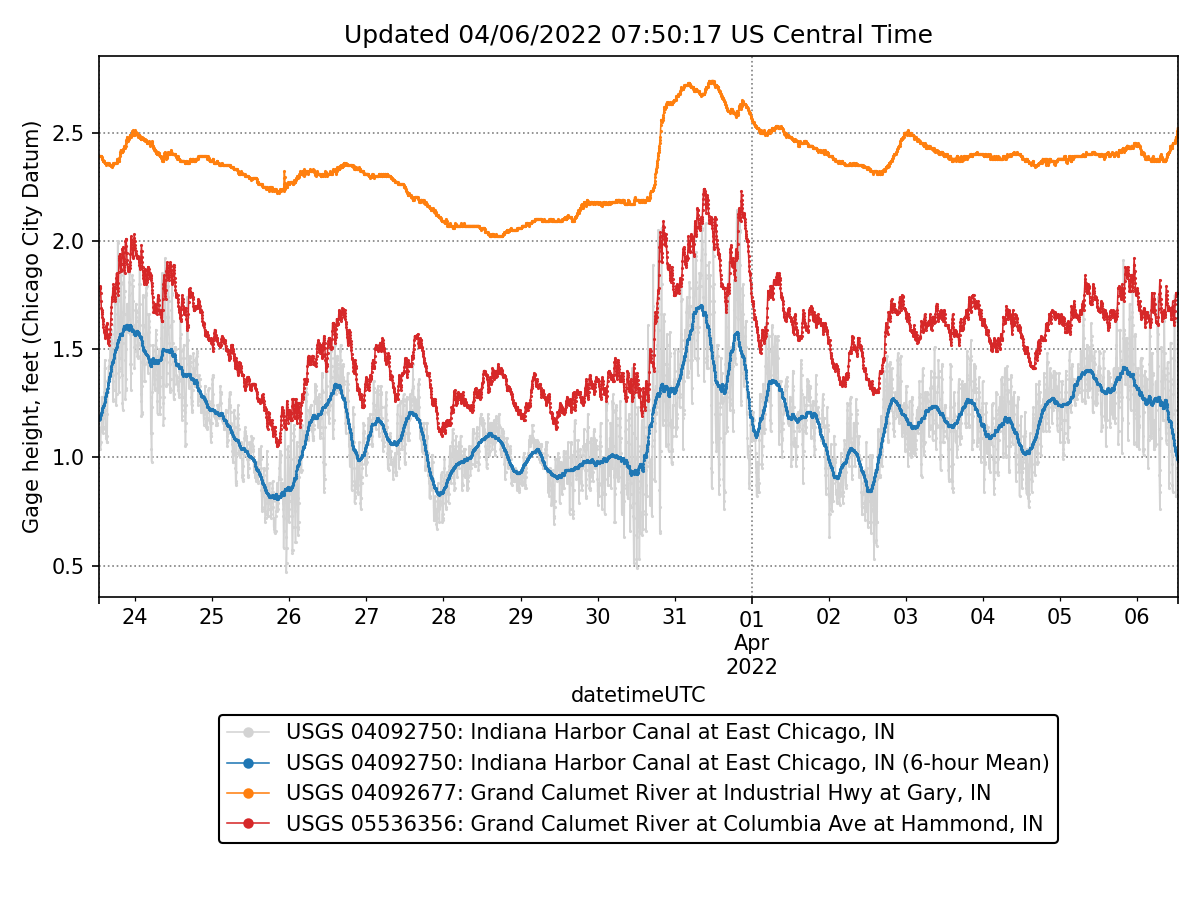 Updated 04/06/2022 07:50:17 US Central Time
Gage height, feet (Chicago City Datum)
2.5
2.0
1.5
1.0
0.5
24 25 26 27 28 29 30 31 01 02 03 04 05 06
Apr
2022
datetimeUTC
USGS 04092750: Indiana Harbor Canal at East Chicago, IN
USGS 04092750: Indiana Harbor Canal at East Chicago, IN (6-hour Mean)
USGS 04092677: Grand Calumet River at Industrial Hwy at Gary, IN
USGS 05536356: Grand Calumet River at Columbia Ave at Hammond, IN